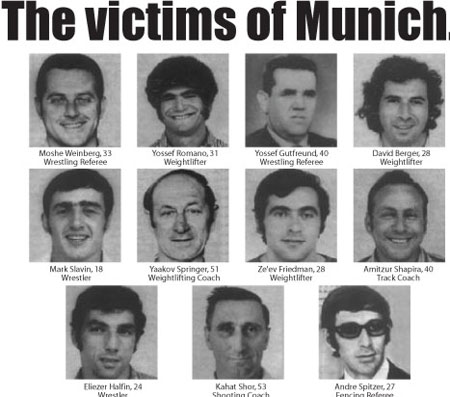 The victims of Munich.
Moshe Weinberg, 33
Wrestling Referee
Yossef Romano, 31
Weightlifter
Yossef Gutfreund, 40
Wrestling Referee
David Berger, 28
Weightlifter
Mark Slavin, 18
Wrestler
Yaakov Springer, 51
Weightlifting Coach
Ze'ev Friedman, 28
Weightlifter
Amitzur Shapira, 40
Track Coach
Eliezer Halfin, 24
Wrestler
Kahat Shor, 53
Shooting Coach
Andre Spitzer, 27
Fencing Referee